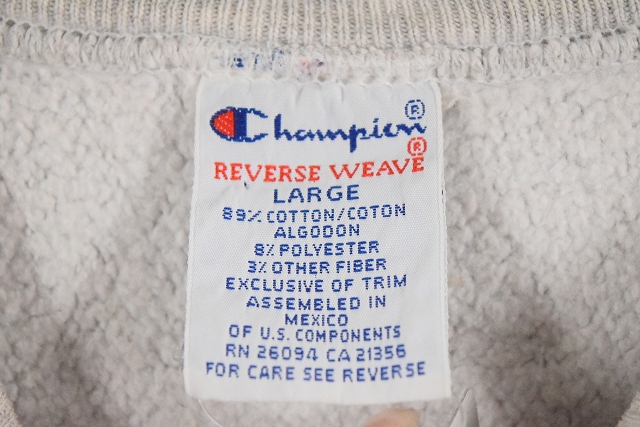 Champion®
REVERSE WEAVE®
LARGE
89% COTTON/COTON
ALGODON
8% POLYESTER
3% OTHER FIBER
EXCLUSIVE OF TRIM
ASSEMBLED IN
MEXICO
OF U.S. COMPONENTS
RN 26094 CA 21356
FOR CARE SEE REVERSE